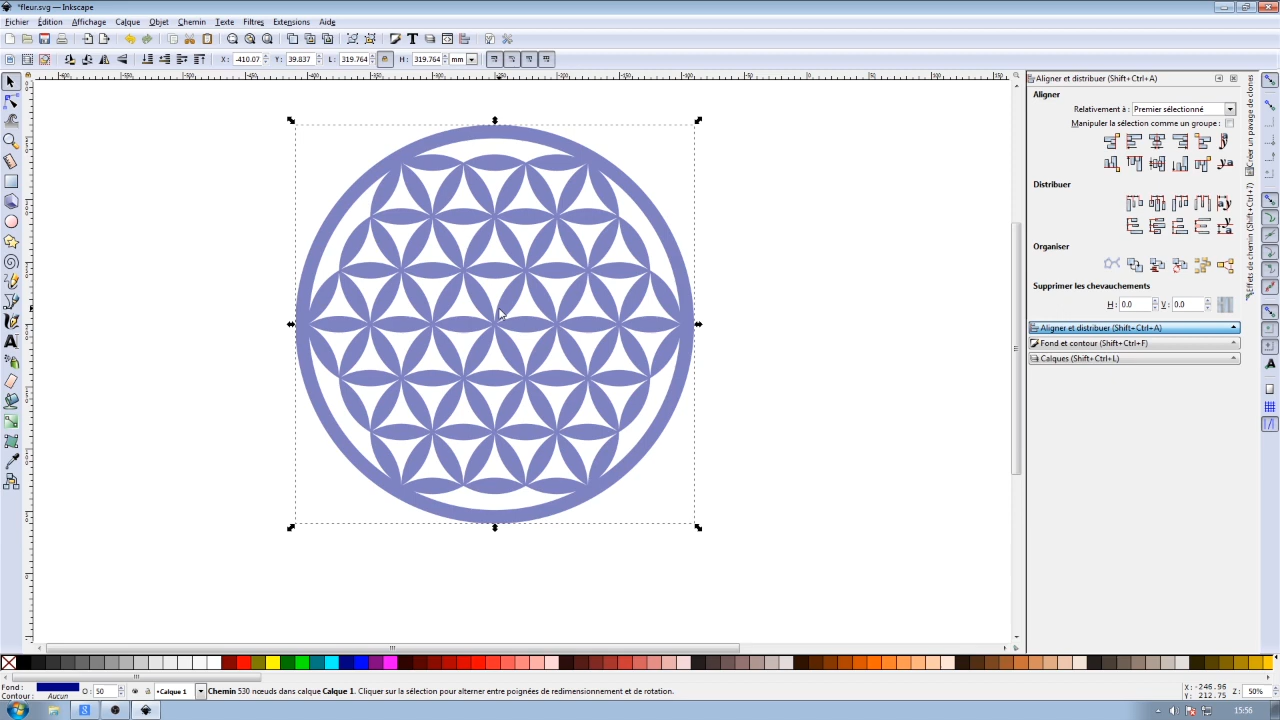 *fleur.svg — Inkscape
Fichier Édition Affichage Calque Objet Chemin Texte Filtres Extensions Aide
X: -410.07 Y: 39.837 L: 319.764 H: 319.764 mm
Aligner et distribuer (Shift+Ctrl+A)
Aligner
Relativement à : Premier sélectionné
Manipuler la sélection comme un groupe :
Distribuer
Organiser
Supprimer les chevauchements
H: 0.0 V: 0.0
Aligner et distribuer (Shift+Ctrl+A)
Fond et contour (Shift+Ctrl+F)
Calques (Shift+Ctrl+L)
Fond :
Contour : Aucun
O: 50
•Calque 1
Chemin 530 nœuds dans calque Calque 1. Cliquer sur la sélection pour alterner entre poignées de redimensionnement et de rotation.
X: -246.96
Y: 212.75
Z: 50%
15:56